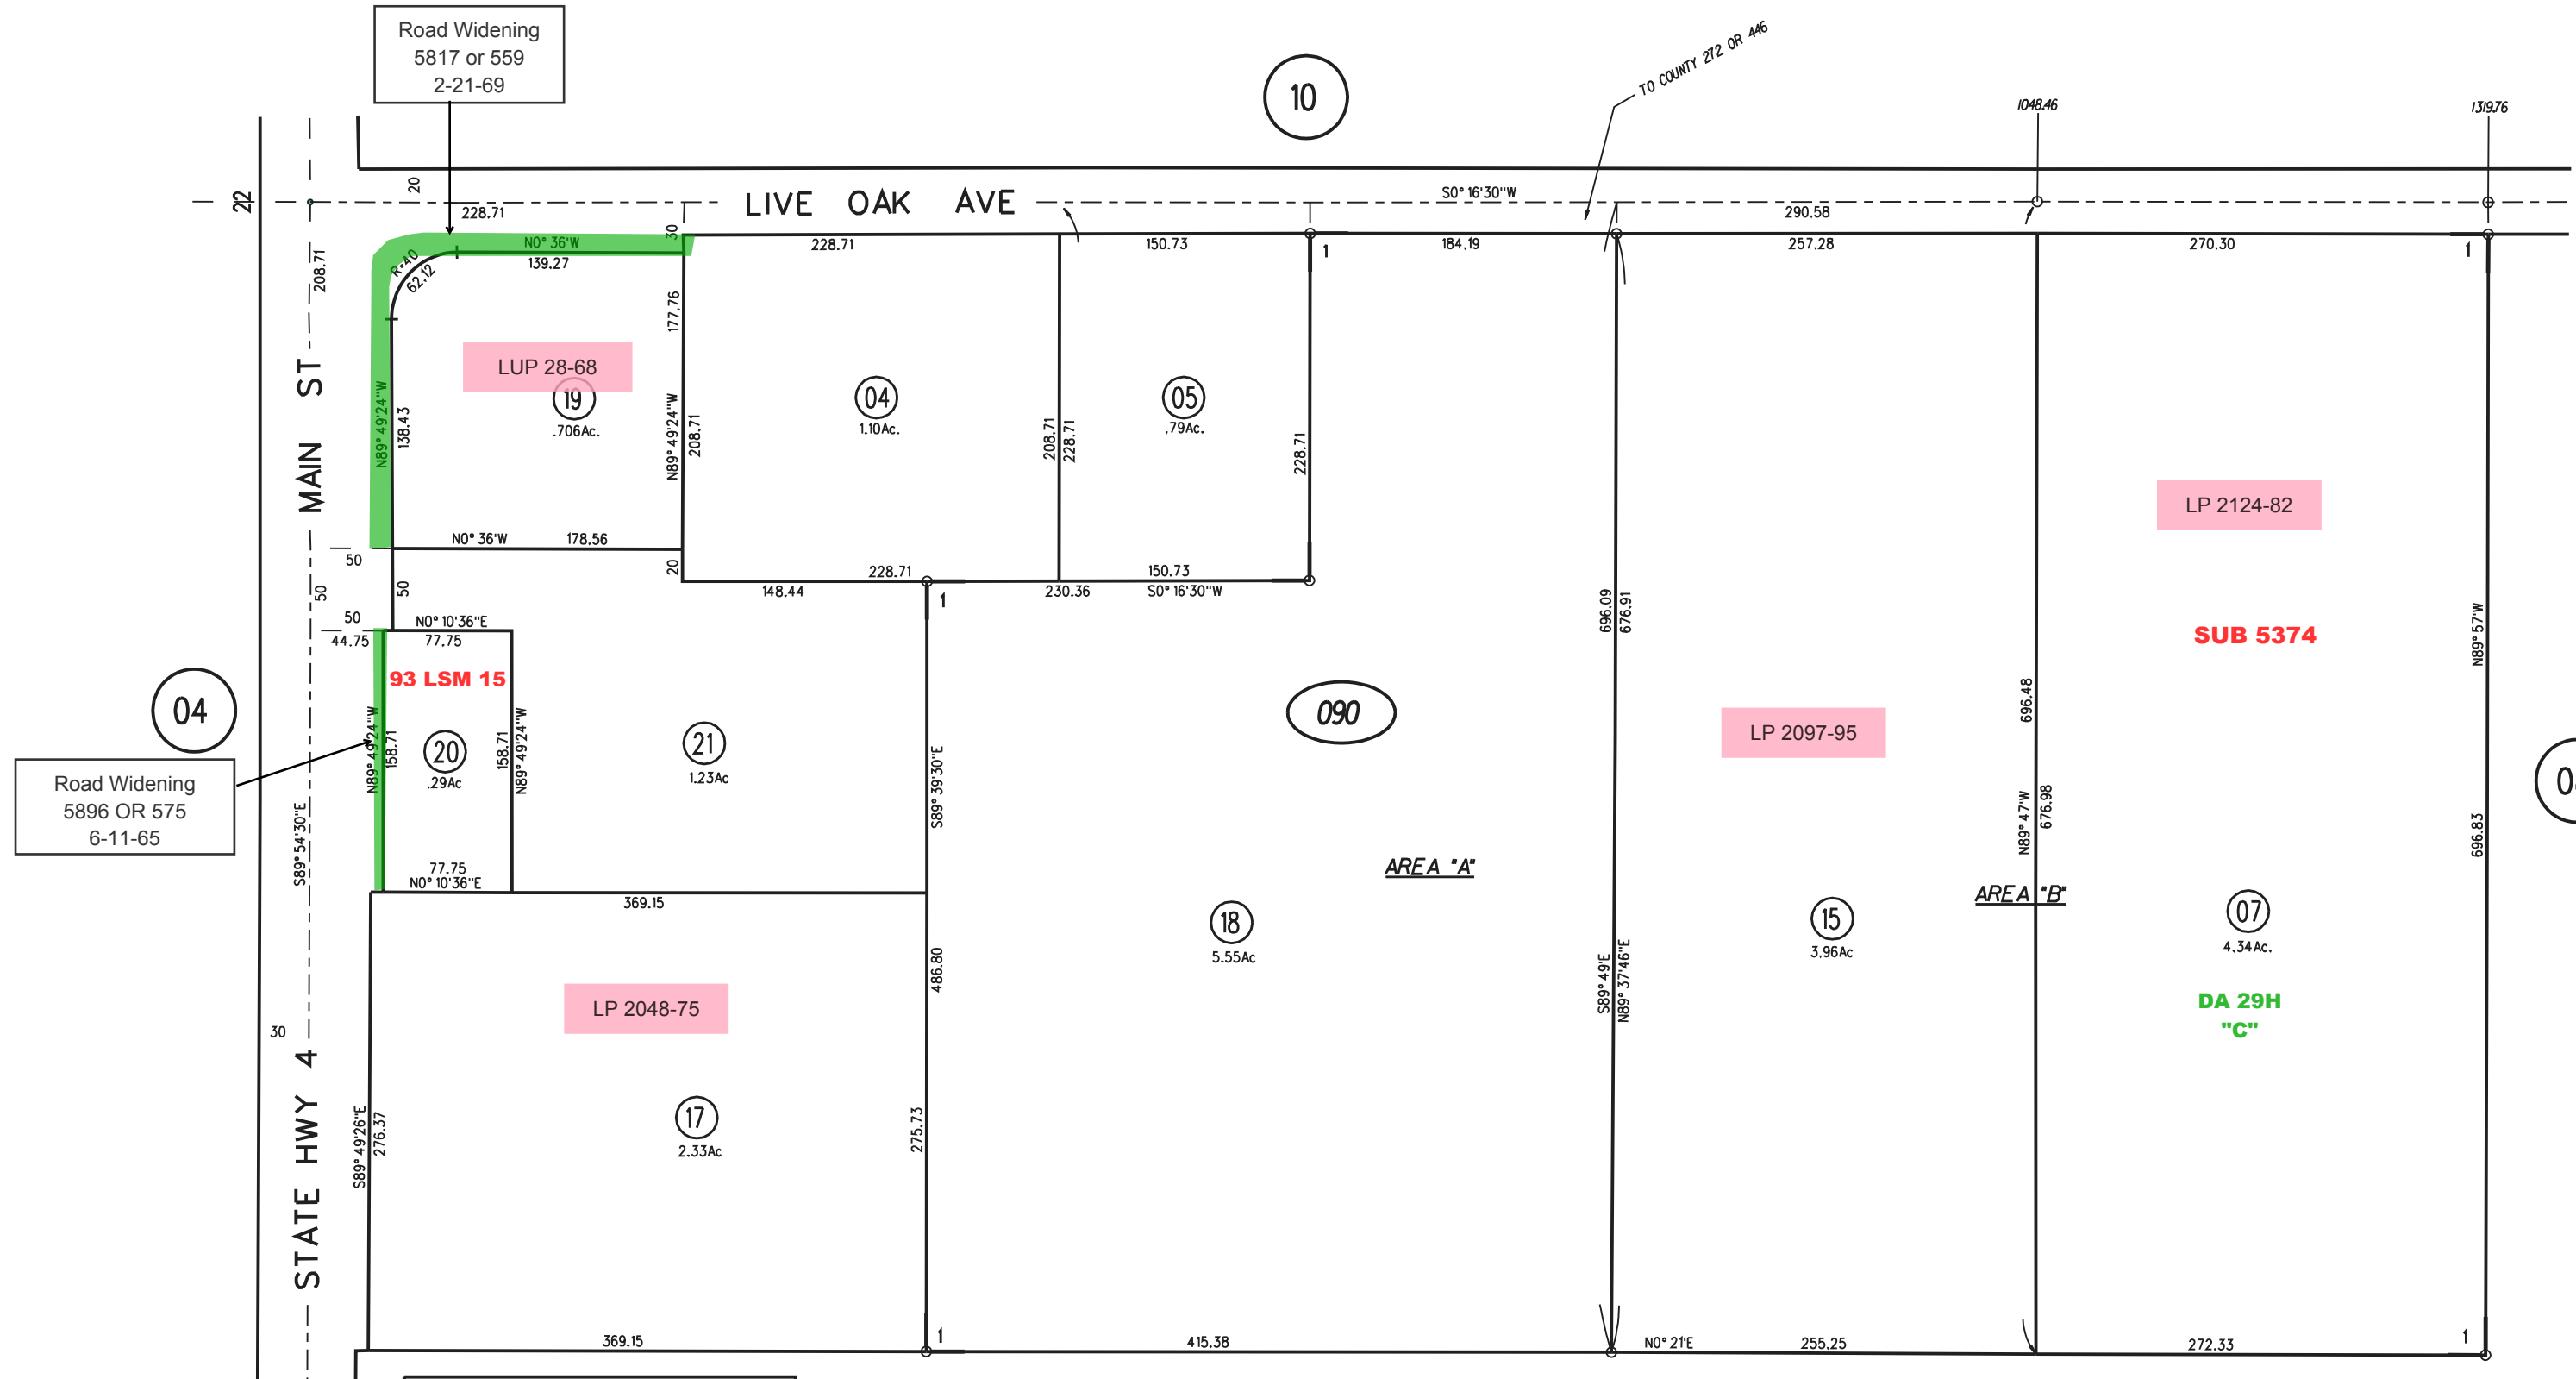 Road Widening
5817 or 559
2-21-69
10
TO COUNTY 272 OR 446
1048.46
1319.76
22
20
228.71
LIVE OAK AVE
S0° 16'30"W
290.58
30
N0° 36'W
139.27
228.71
150.73
1
184.19
257.28
270.30
1
208.71
R=40
62.12
177.76
MAIN ST
LUP 28-68
19
.706Ac.
N89° 49'24"W
138.43
N89° 49'24"W
208.71
04
1.10Ac.
208.71
228.71
05
.79Ac.
228.71
LP 2124-82
N0° 36'W 178.56
50
50
50
20
228.71
150.73
148.44
230.36
S0° 16'30"W
1
50
44.75
N0° 10'36"E
77.75
696.09
676.91
SUB 5374
N89° 57'W
93 LSM 15
04
090
LP 2097-95
696.48
N89° 49'24"W
158.71
20
.29Ac
158.71
N89° 49'24"W
21
1.23Ac
S89° 39'30"E
Road Widening
5896 OR 575
6-11-65
S89° 54'30"E
N89° 47'W
676.98
696.83
77.75
N0° 10'36"E
369.15
AREA "A"
AREA "B"
18
5.55Ac
15
3.96Ac
07
4.34Ac.
486.80
S89° 49'E
N89° 37'46"E
LP 2048-75
DA 29H
"C"
30
STATE HWY 4
S89° 49'26"E
276.37
17
2.33Ac
275.73
369.15
1
415.38
N0° 21'E
255.25
272.33
1